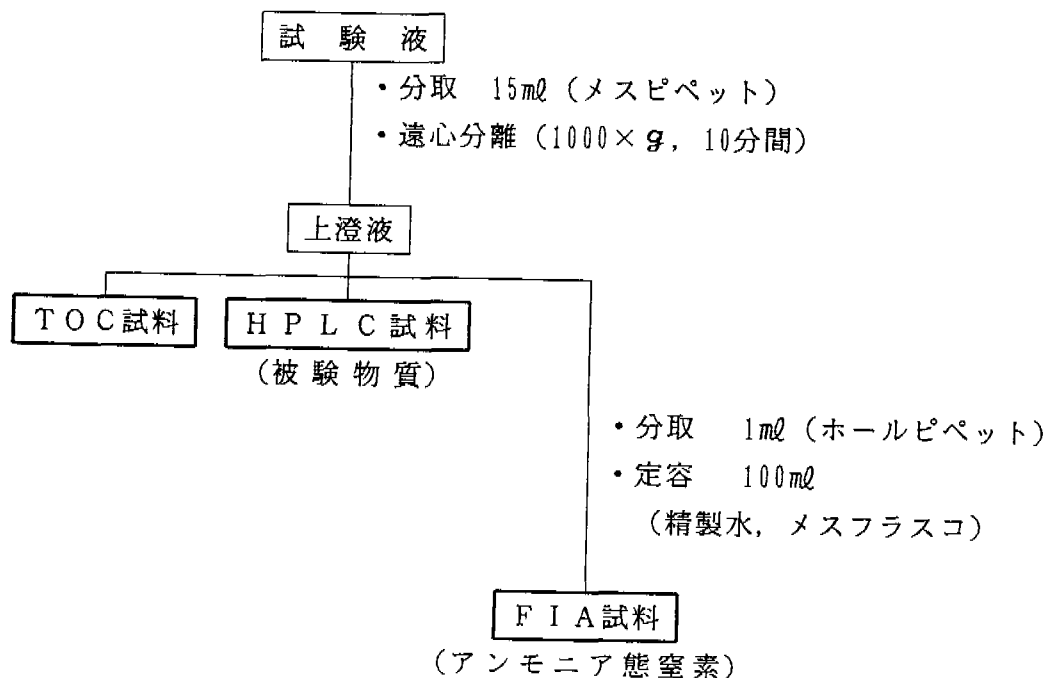 試験液
・分取 15ml (メスピペット)
・遠心分離 (1000×g, 10分間)
上澄液
TOC試料
HPLC試料
(被験物質)
・分取 1ml (ホールピペット)
・定容 100ml
(精製水, メスフラスコ)
FIA試料
(アンモニア態窒素)